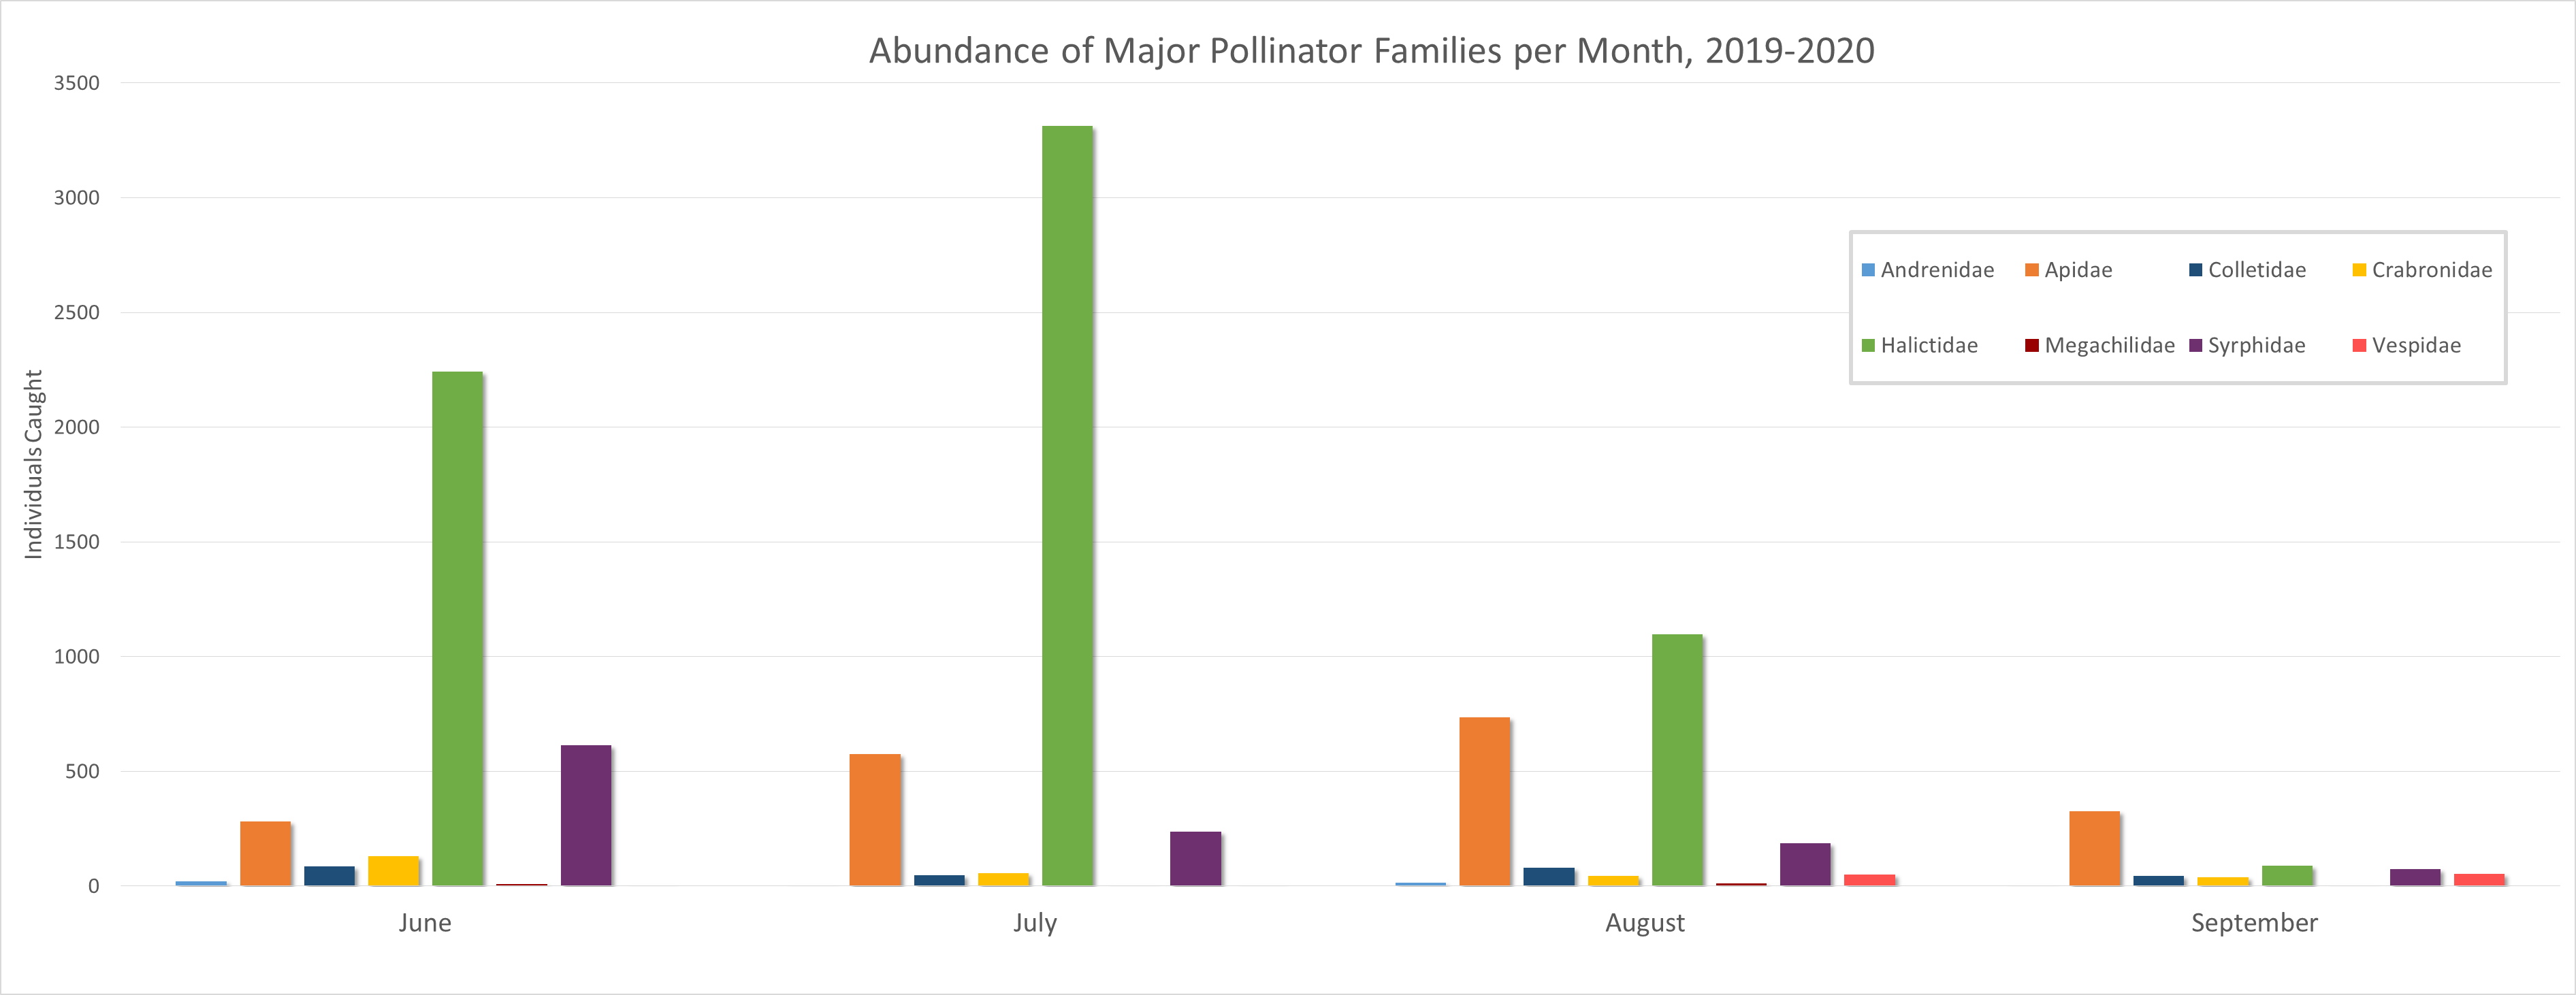 Abundance of Major Pollinator Families per Month, 2019-2020
3500
3000
2500
2000
1500
1000
500
0
Individuals Caught
Andrenidae Apidae Colletidae Crabronidae
Halictidae Megachilidae Syrphidae Vespidae
June July August September